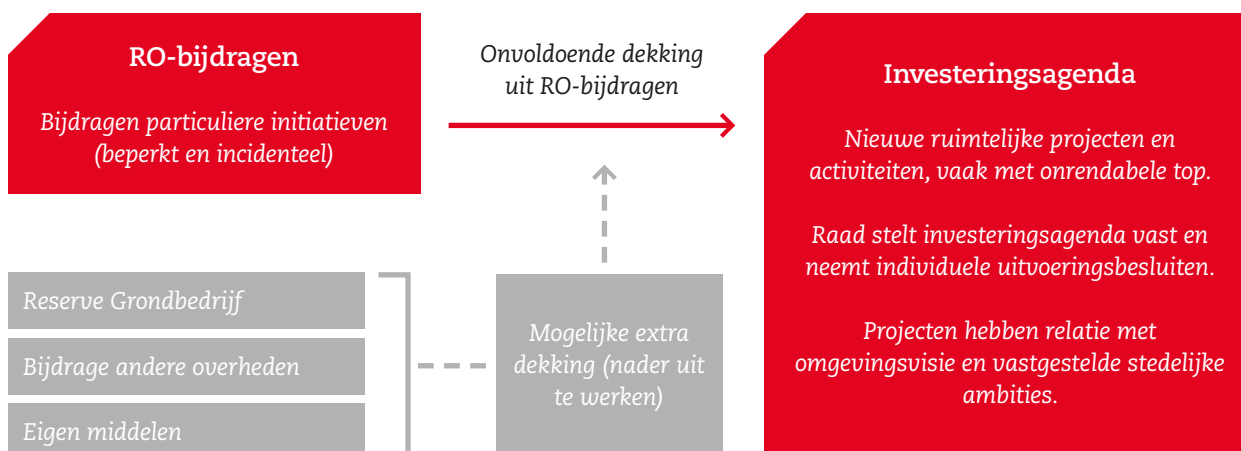 RO-bijdragen
Bijdragen particuliere initiatieven
(beperkt en incidenteel)
Onvoldoende dekking
uit RO-bijdragen
Investeringsagenda
Nieuwe ruimtelijke projecten en
activiteiten, vaak met onrendabele top.
Raad stelt investeringsagenda vast en
neemt individuele uitvoeringsbesluiten.
Projecten hebben relatie met
omgevingsvisie en vastgestelde stedelijke
ambities.
Reserve Grondbedrijf
Bijdrage andere overheden
Eigen middelen
Mogelijke extra
dekking (nader uit
te werken)